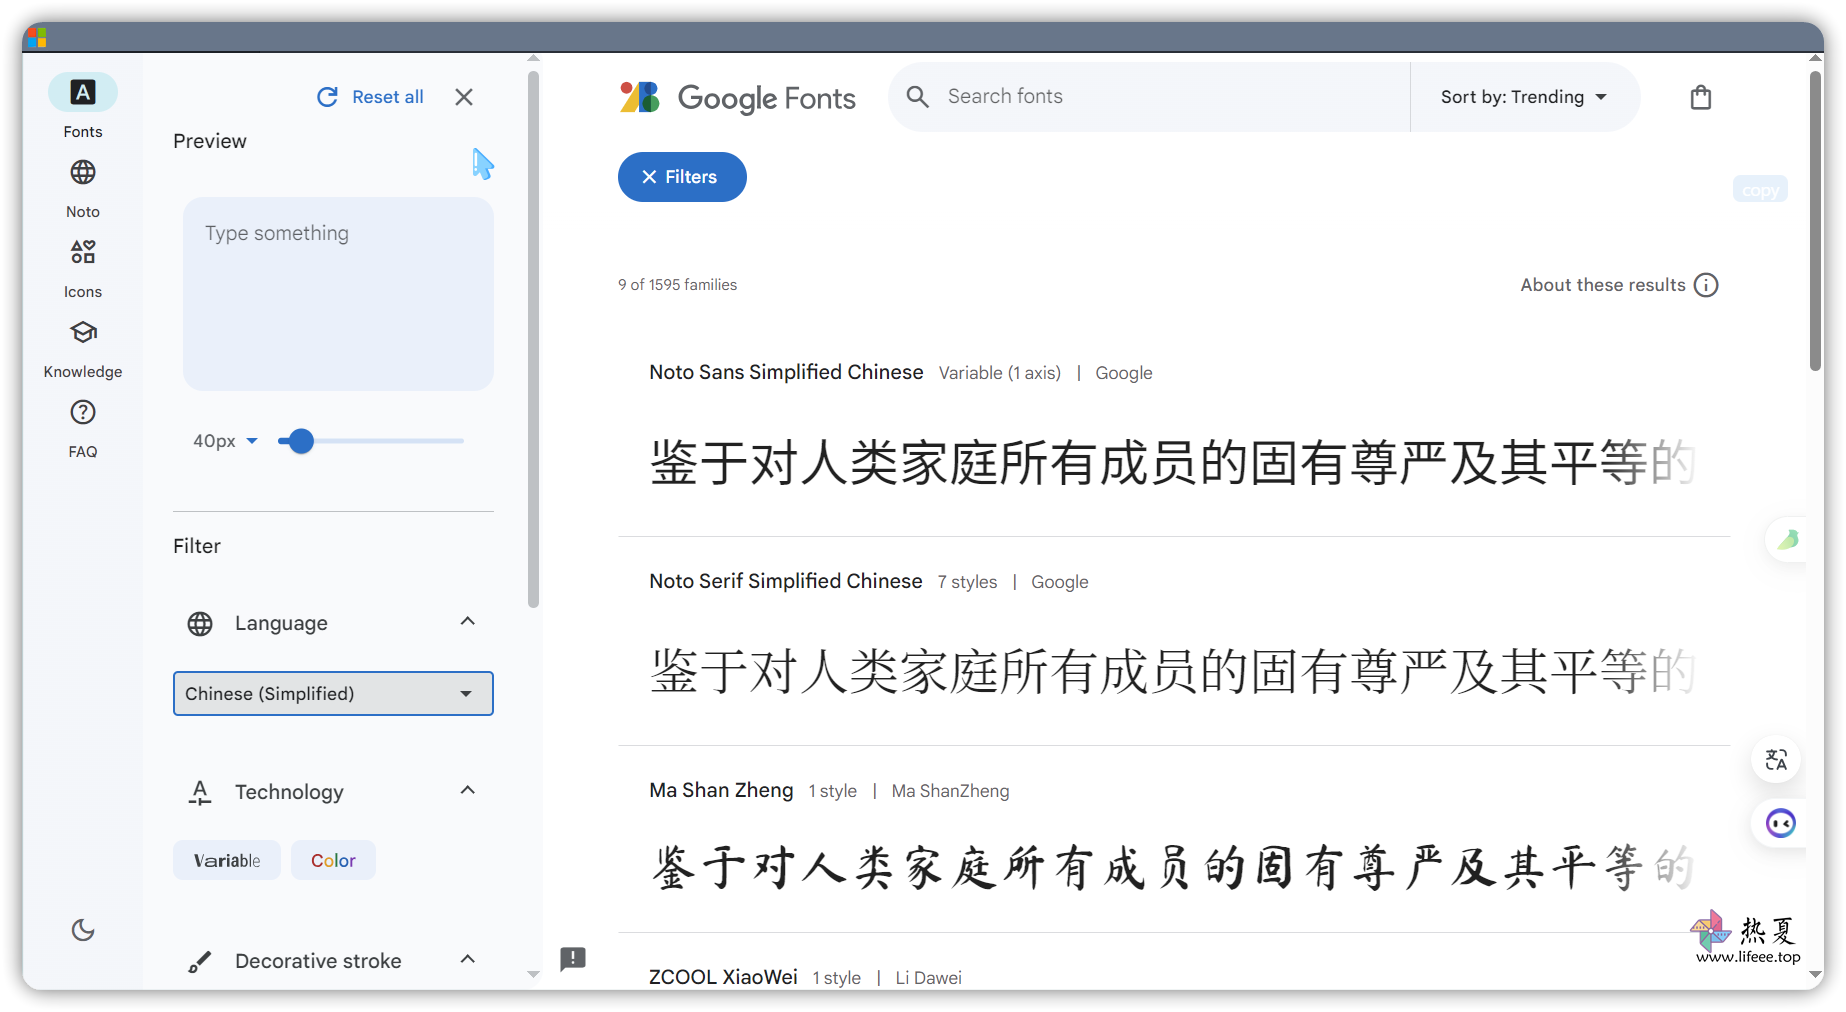 Fonts
Noto
Icons
Knowledge
FAQ
Reset all
Preview
Type something
40px
Filter
Language
Chinese (Simplified)
Technology
Variable
Color
Decorative stroke
Google Fonts
Search fonts
Sort by: Trending
Filters
copy
9 of 1595 families
About these results
Noto Sans Simplified Chinese Variable (1 axis) | Google
鉴于对人类家庭所有成员的固有尊严及其平等的
Noto Serif Simplified Chinese 7 styles | Google
鉴于对人类家庭所有成员的固有尊严及其平等的
Ma Shan Zheng 1 style | Ma ShanZheng
鉴于对人类家庭所有成员的固有尊严及其平等的
ZCOOL XiaoWei 1 style | Li Dawei
热夏
www.lifeee.top